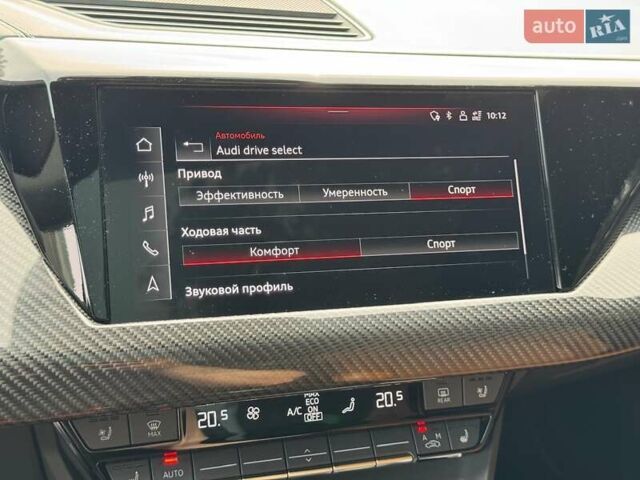 auto RIA.com
10:12
Автомобиль
Audi drive select
Привод
Эффективность Умеренность Спорт
Ходовая часть
Комфорт Спорт
Звуковой профиль
MAX
20.5 A/C ECO 20.5
ON
OFF
MAX REAR
AUTO A M